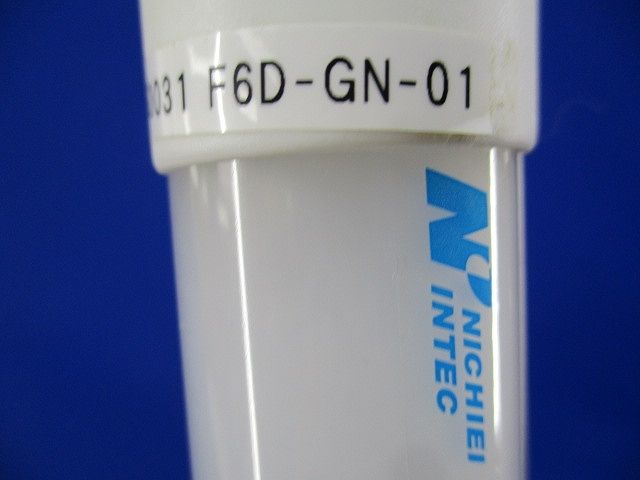 031 F6D-GN-01
NICHIEI
INTEC